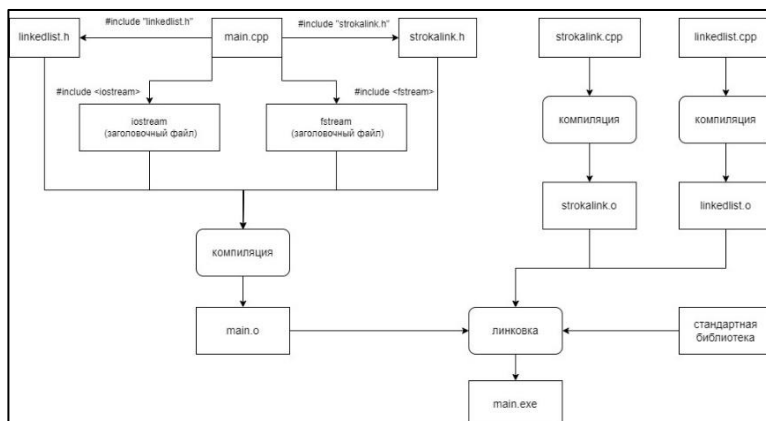 #include "linkedlist.h"
#include "strokalink.h"
linkedlist.h
main.cpp
strokalink.h
strokalink.cpp
linkedlist.cpp
#include <iostream>
#include <fstream>
iostream
(заголовочный файл)
fstream
(заголовочный файл)
компиляция
компиляция
strokalink.o
linkedlist.o
компиляция
main.o
линковка
стандартная
библиотека
main.exe